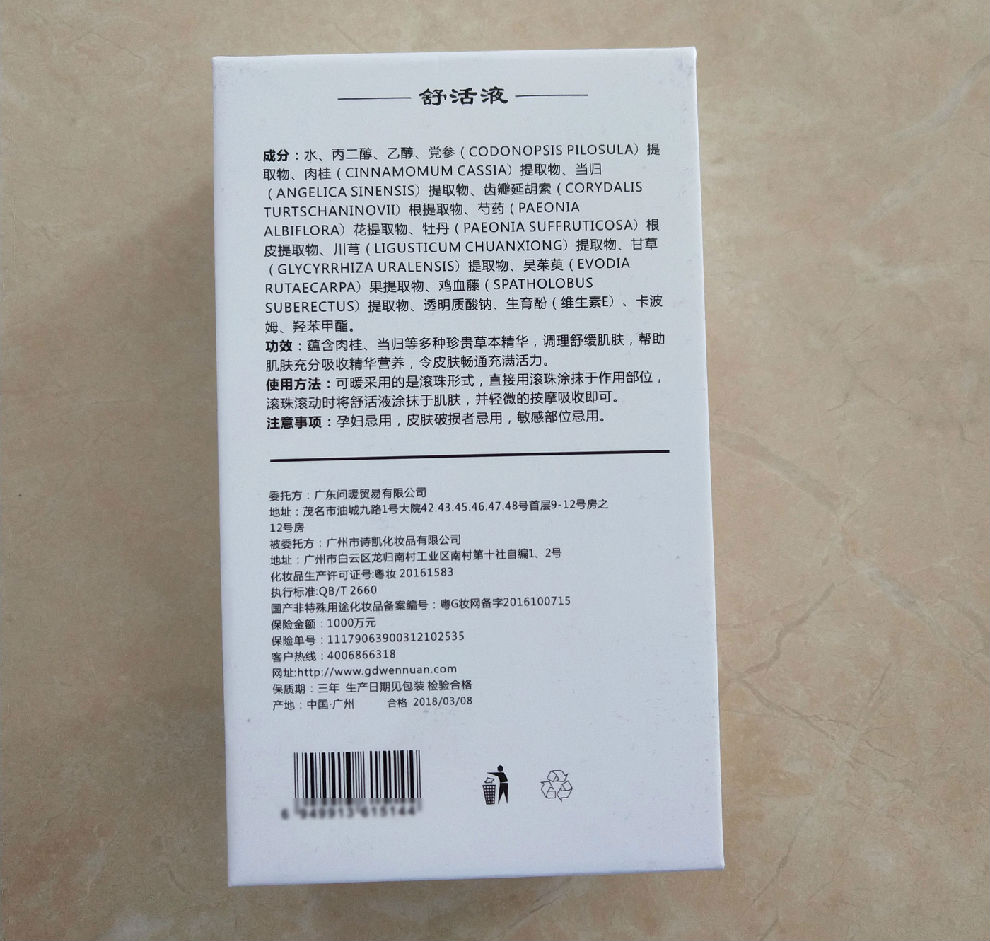 舒活液
成分：水、丙二醇、乙醇、党参（CODONOPSIS PILOSULA）提
取物、肉桂（CINNAMOMUM CASSIA）提取物、当归
（ANGELICA SINENSIS）提取物、齿瓣延胡索（CORYDALIS
TURTSCHANINOVII）根提取物、芍药（PAEONIA
ALBIFLORA）花提取物、牡丹（PAEONIA SUFFRUTICOSA）根
皮提取物、川芎（LIGUSTICUM CHUANXIONG）提取物、甘草
（GLYCYRRHIZA URALENSIS）提取物、吴茱萸（EVODIA
RUTAECARPA）果提取物、鸡血藤（SPATHOLOBUS
SUBERECTUS）提取物、透明质酸钠、生育酚（维生素E）、卡波
姆、羟苯甲酯。
功效：蕴含肉桂、当归等多种珍贵草本精华，调理舒缓肌肤，帮助
肌肤充分吸收精华营养，令皮肤畅通充满活力。
使用方法：可暖采用的是滚珠形式，直接用滚珠涂抹于作用部位，
滚珠滚动时将舒活液涂抹于肌肤，并轻微的按摩吸收即可。
注意事项：孕妇忌用，皮肤破损者忌用，敏感部位忌用。
委托方：广东问暖贸易有限公司
地址：茂名市油城九路1号大院42 43.45.46.47.48号首层9-12号房之
12号房
被委托方：广州市诗凯化妆品有限公司
地址：广州市白云区龙归南村工业区南村第十社自编1、2号
化妆品生产许可证号:粤妆 20161583
执行标准:QB/T 2660
国产非特殊用途化妆品备案编号：粤G妆网备字2016100715
保险金额：1000万元
保险单号：11179063900312102535
客户热线：4006866318
网址:http://www.gdwennuan.com
保质期：三年 生产日期见包装 检验合格
产地：中国·广州 合格 2018/03/08
6 949913 615144